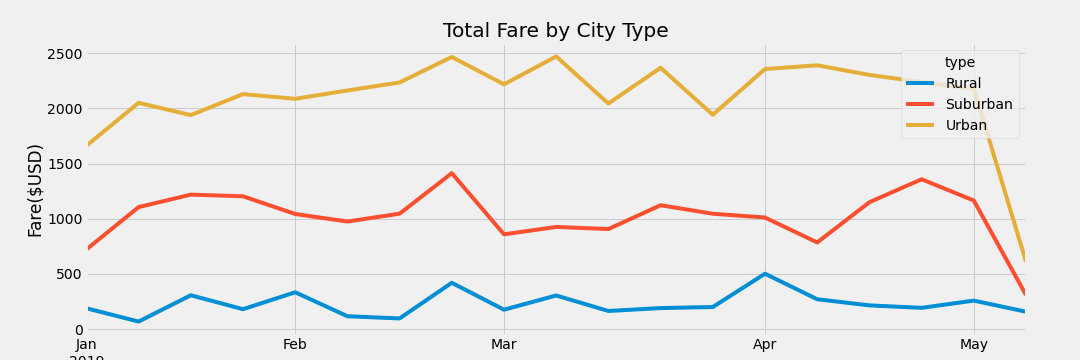 Total Fare by City Type
Fare($USD)
2500
2000
1500
1000
500
0
type
Rural
Suburban
Urban
Jan
Feb
Mar
Apr
May
2019